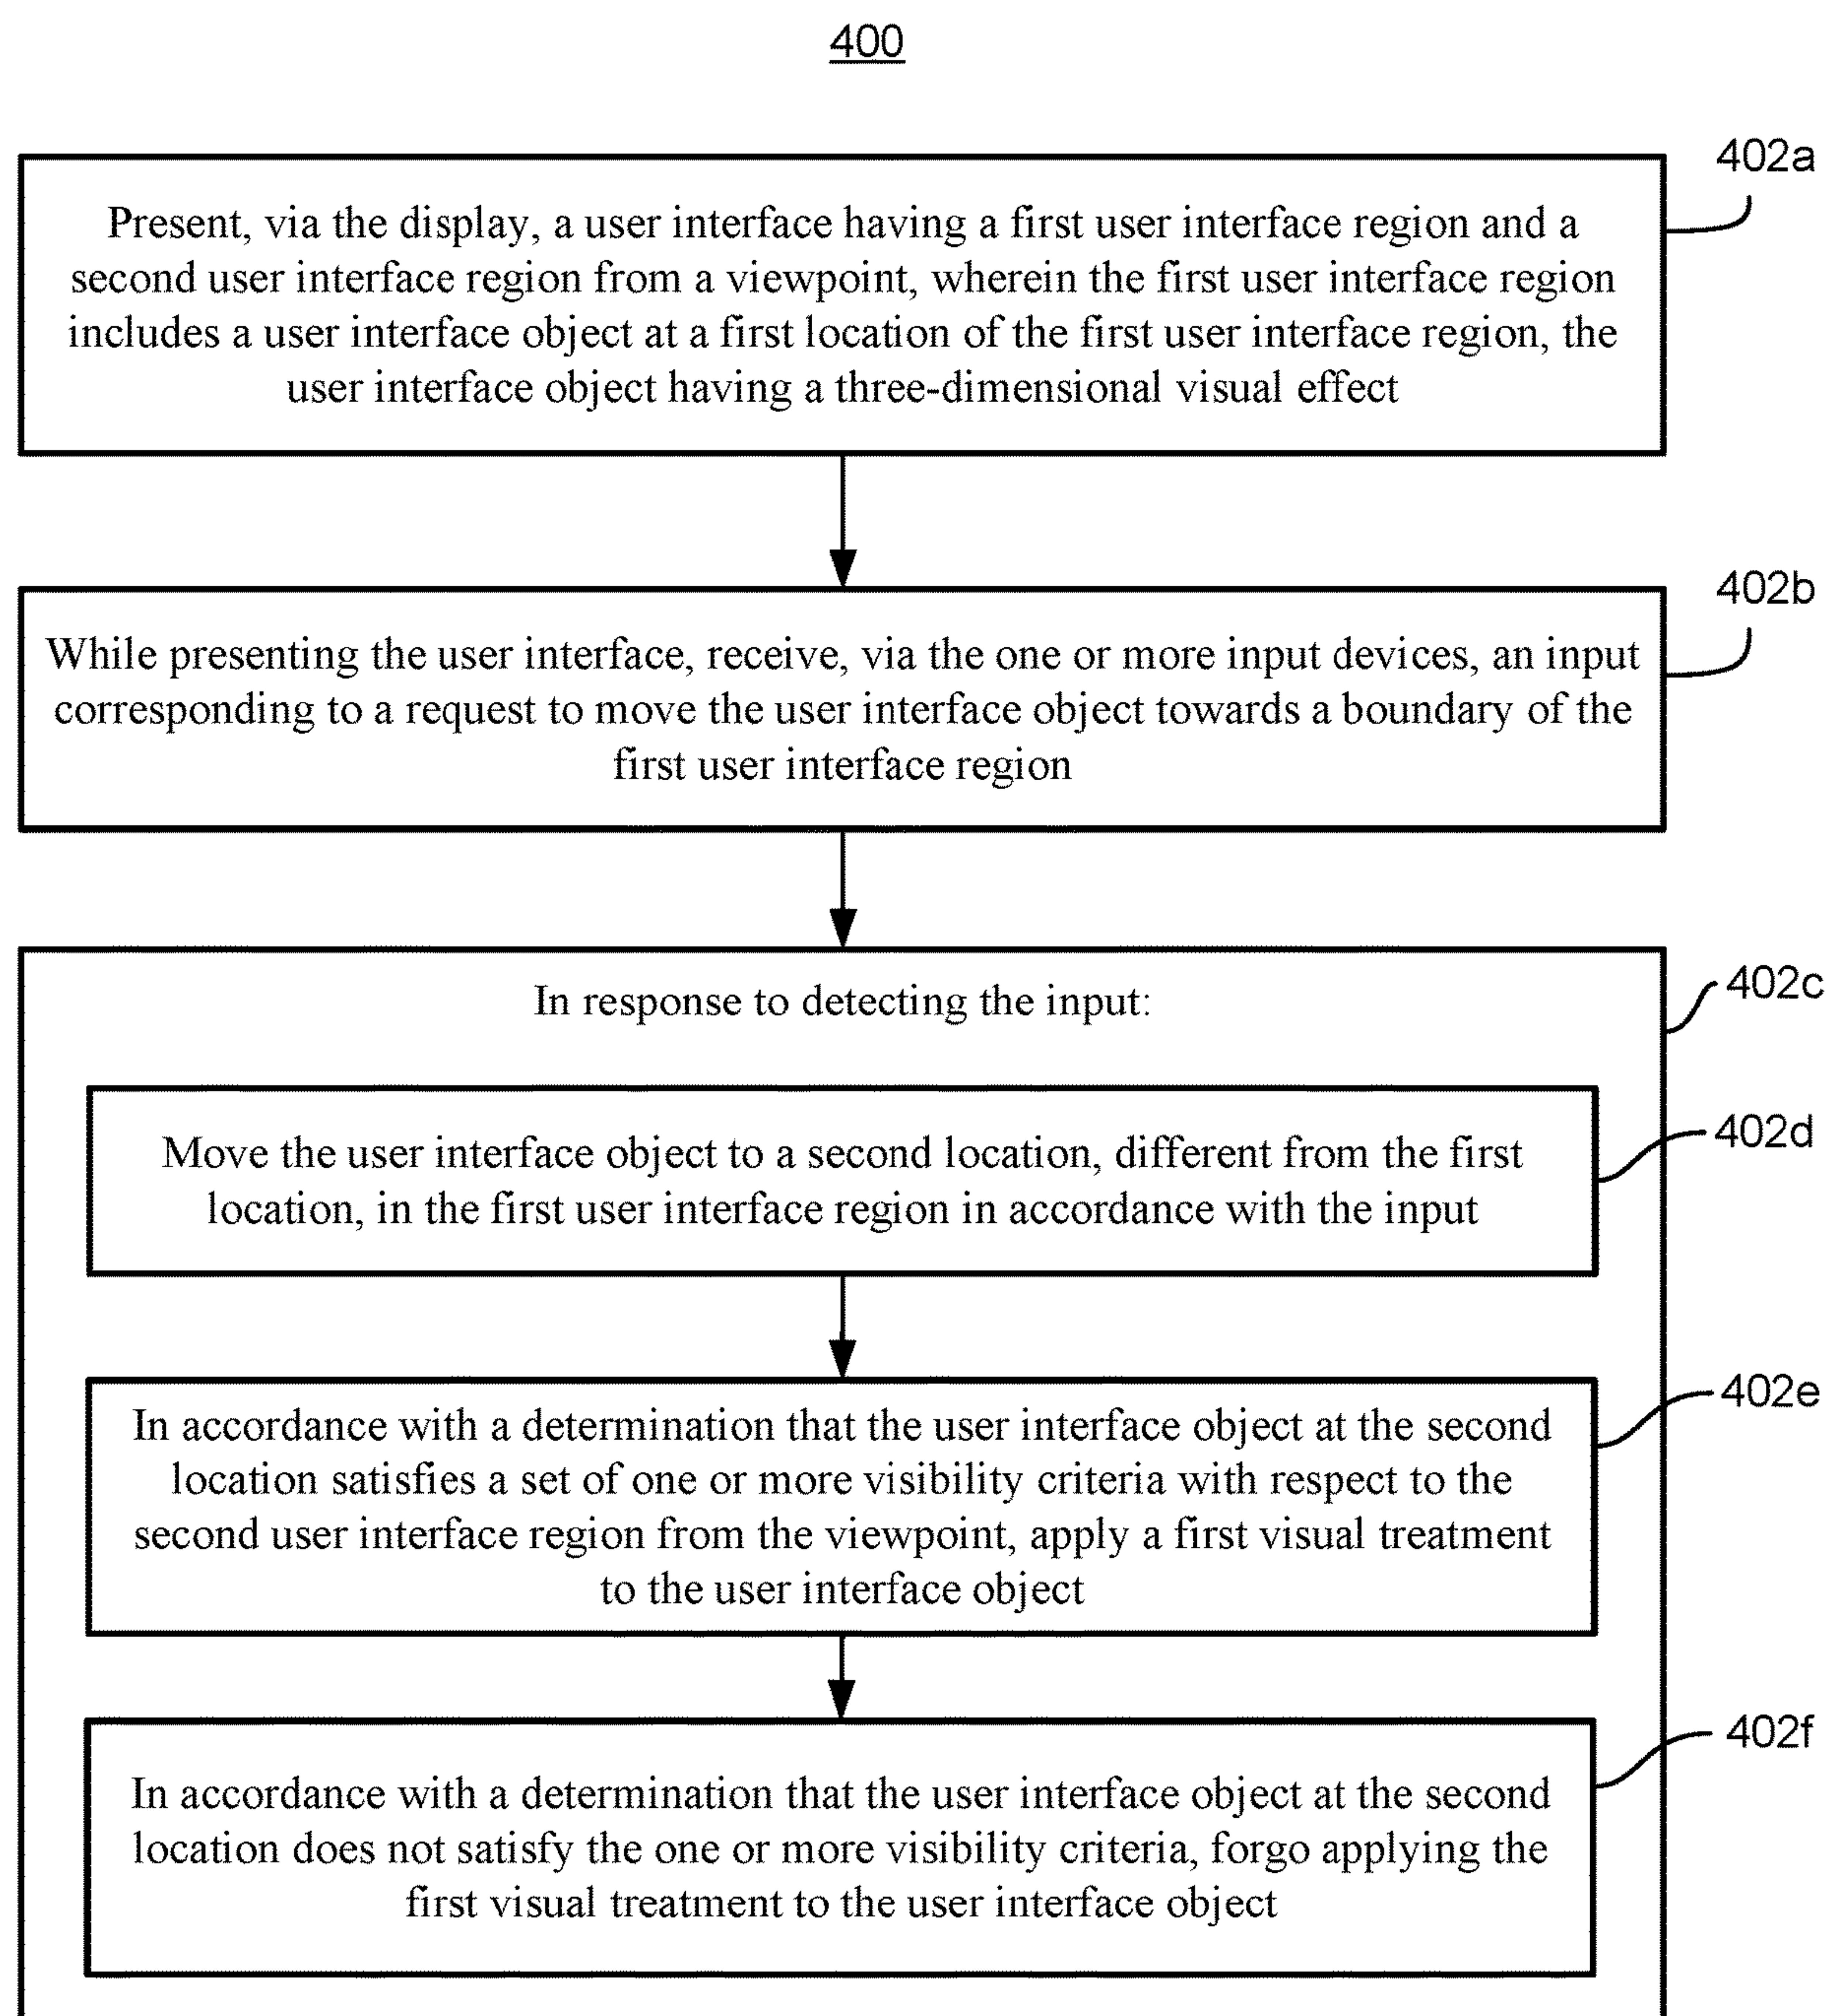 400
402a
Present, via the display, a user interface having a first user interface region and a
second user interface region from a viewpoint, wherein the first user interface region
includes a user interface object at a first location of the first user interface region, the
user interface object having a three-dimensional visual effect
402b
While presenting the user interface, receive, via the one or more input devices, an input
corresponding to a request to move the user interface object towards a boundary of the
first user interface region
402c
In response to detecting the input:
402d
Move the user interface object to a second location, different from the first
location, in the first user interface region in accordance with the input
402e
In accordance with a determination that the user interface object at the second
location satisfies a set of one or more visibility criteria with respect to the
second user interface region from the viewpoint, apply a first visual treatment
to the user interface object
402f
In accordance with a determination that the user interface object at the second
location does not satisfy the one or more visibility criteria, forgo applying the
first visual treatment to the user interface object